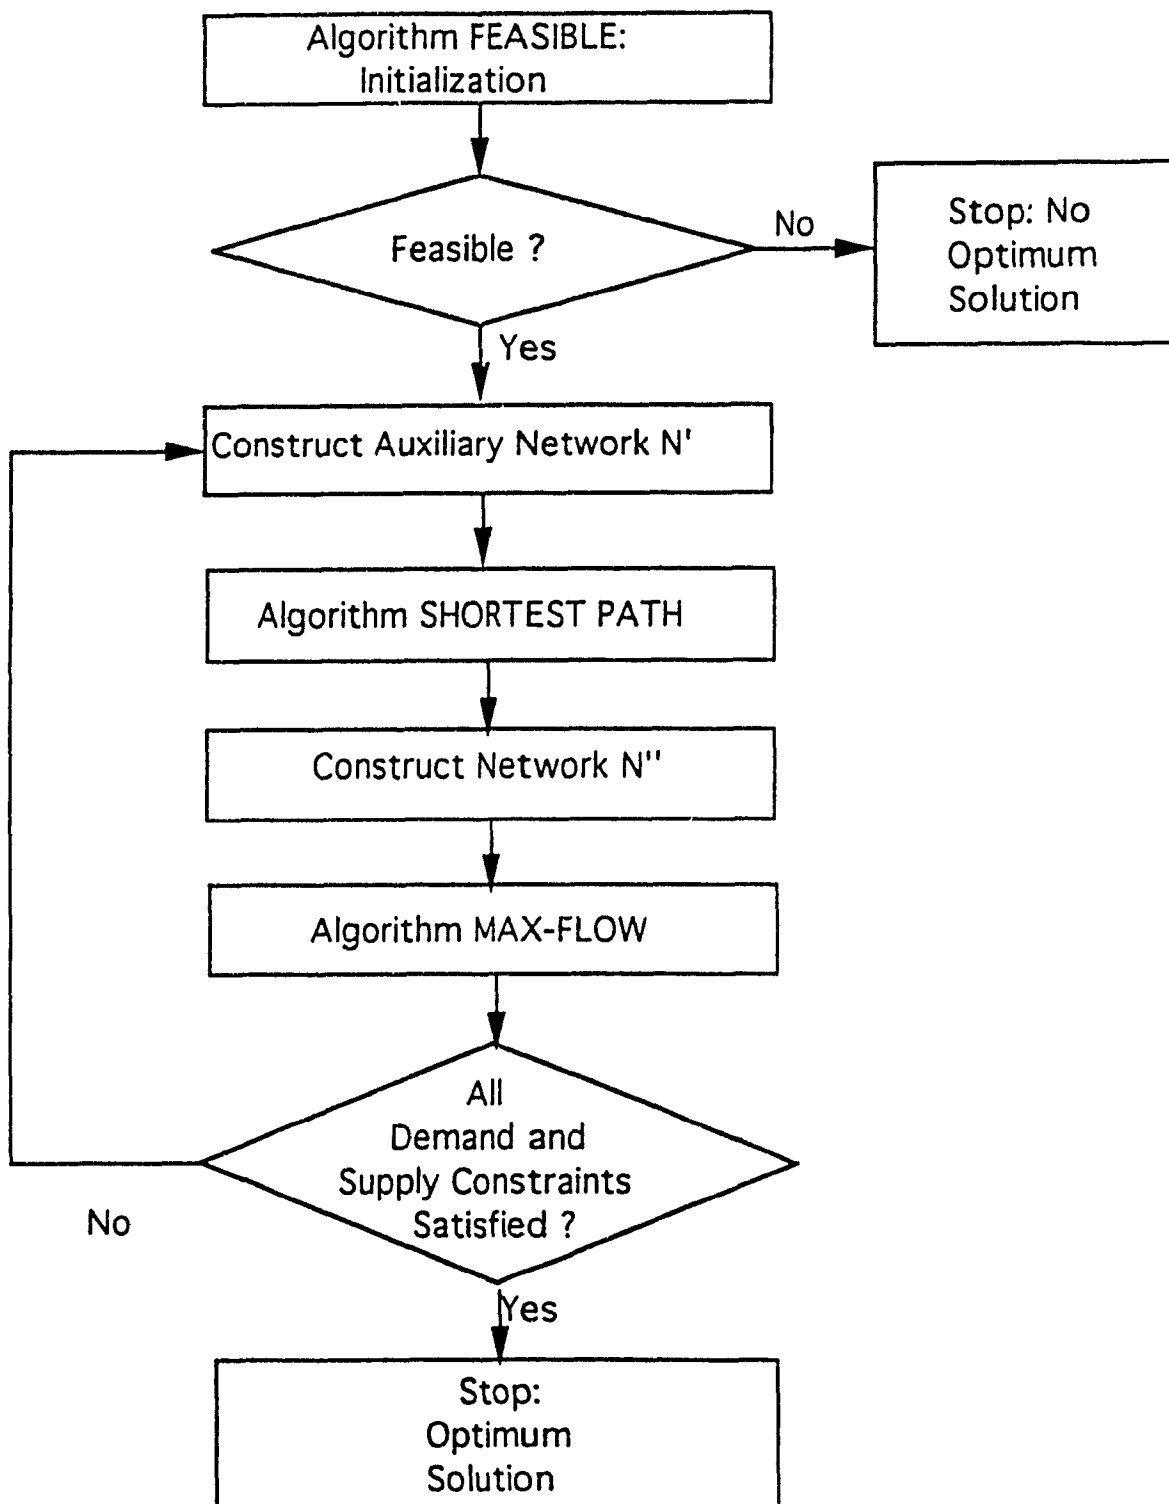 Algorithm FEASIBLE:
Initialization
Feasible ?
No
Stop: No
Optimum
Solution
Yes
Construct Auxiliary Network N'
Algorithm SHORTEST PATH
Construct Network N''
Algorithm MAX-FLOW
All
Demand and
Supply Constraints
Satisfied ?
No
Yes
Stop:
Optimum
Solution